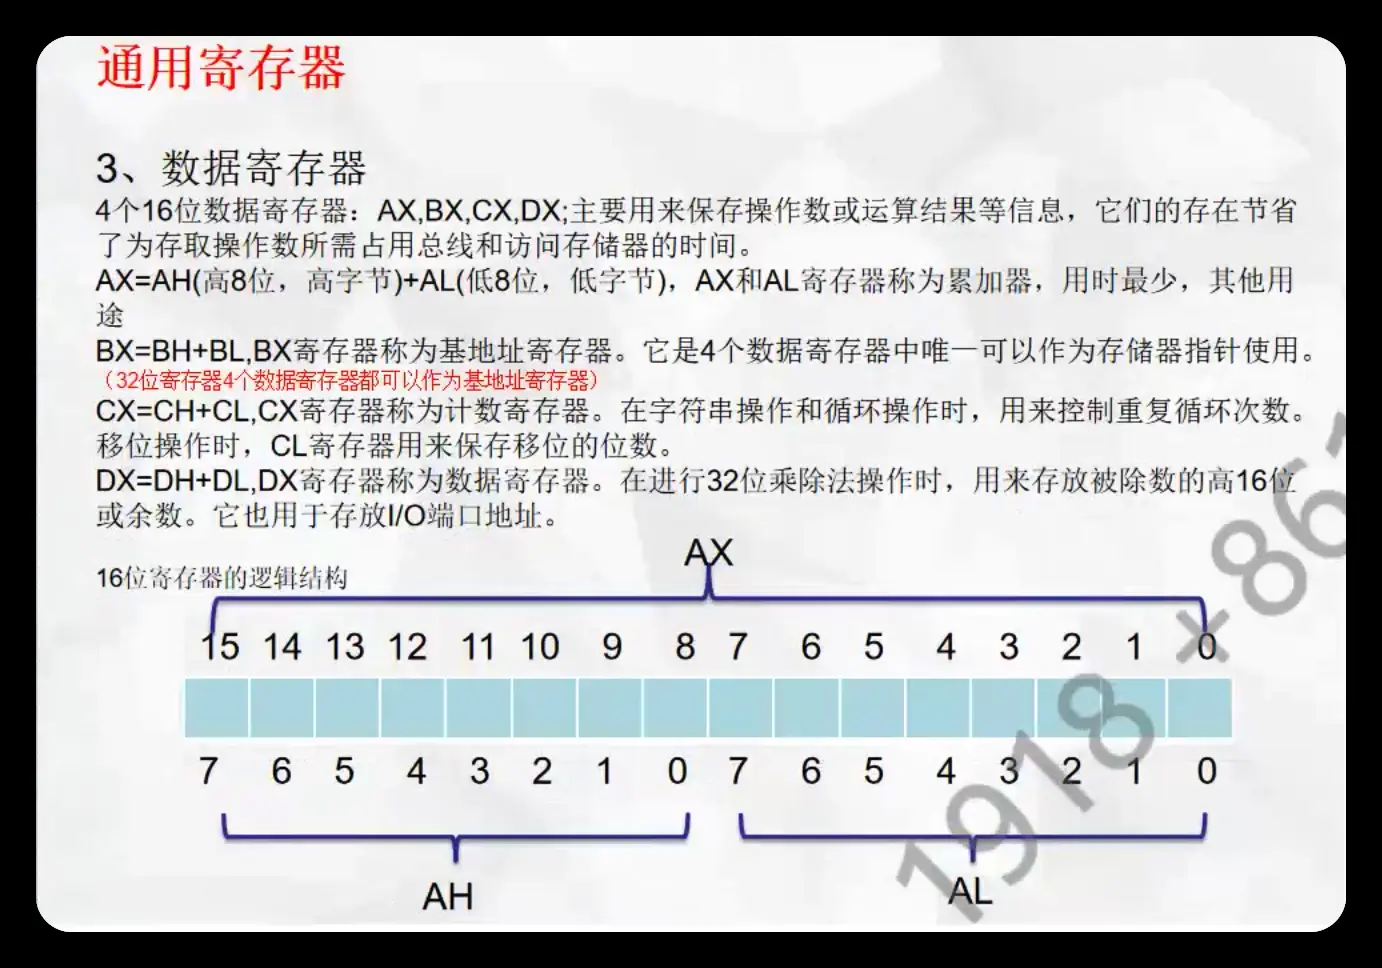 通用寄存器
3、数据寄存器
4个16位数据寄存器：AX,BX,CX,DX;主要用来保存操作数或运算结果等信息，它们的存在节省
了为存取操作数所需占用总线和访问存储器的时间。
AX=AH(高8位，高字节)+AL(低8位，低字节)，AX和AL寄存器称为累加器，用时最少，其他用
途
BX=BH+BL,BX寄存器称为基地址寄存器。它是4个数据寄存器中唯一可以作为存储器指针使用。
（32位寄存器4个数据寄存器都可以作为基地址寄存器）
CX=CH+CL,CX寄存器称为计数寄存器。在字符串操作和循环操作时，用来控制重复循环次数。
移位操作时，CL寄存器用来保存移位的位数。
DX=DH+DL,DX寄存器称为数据寄存器。在进行32位乘除法操作时，用来存放被除数的高16位
或余数。它也用于存放I/O端口地址。
AX
16位寄存器的逻辑结构
15 14 13 12 11 10 9 8 7 6 5 4 3 2 1 0
7 6 5 4 3 2 1 0 7 6 5 4 3 2 1 0
AH AL
1918 +86